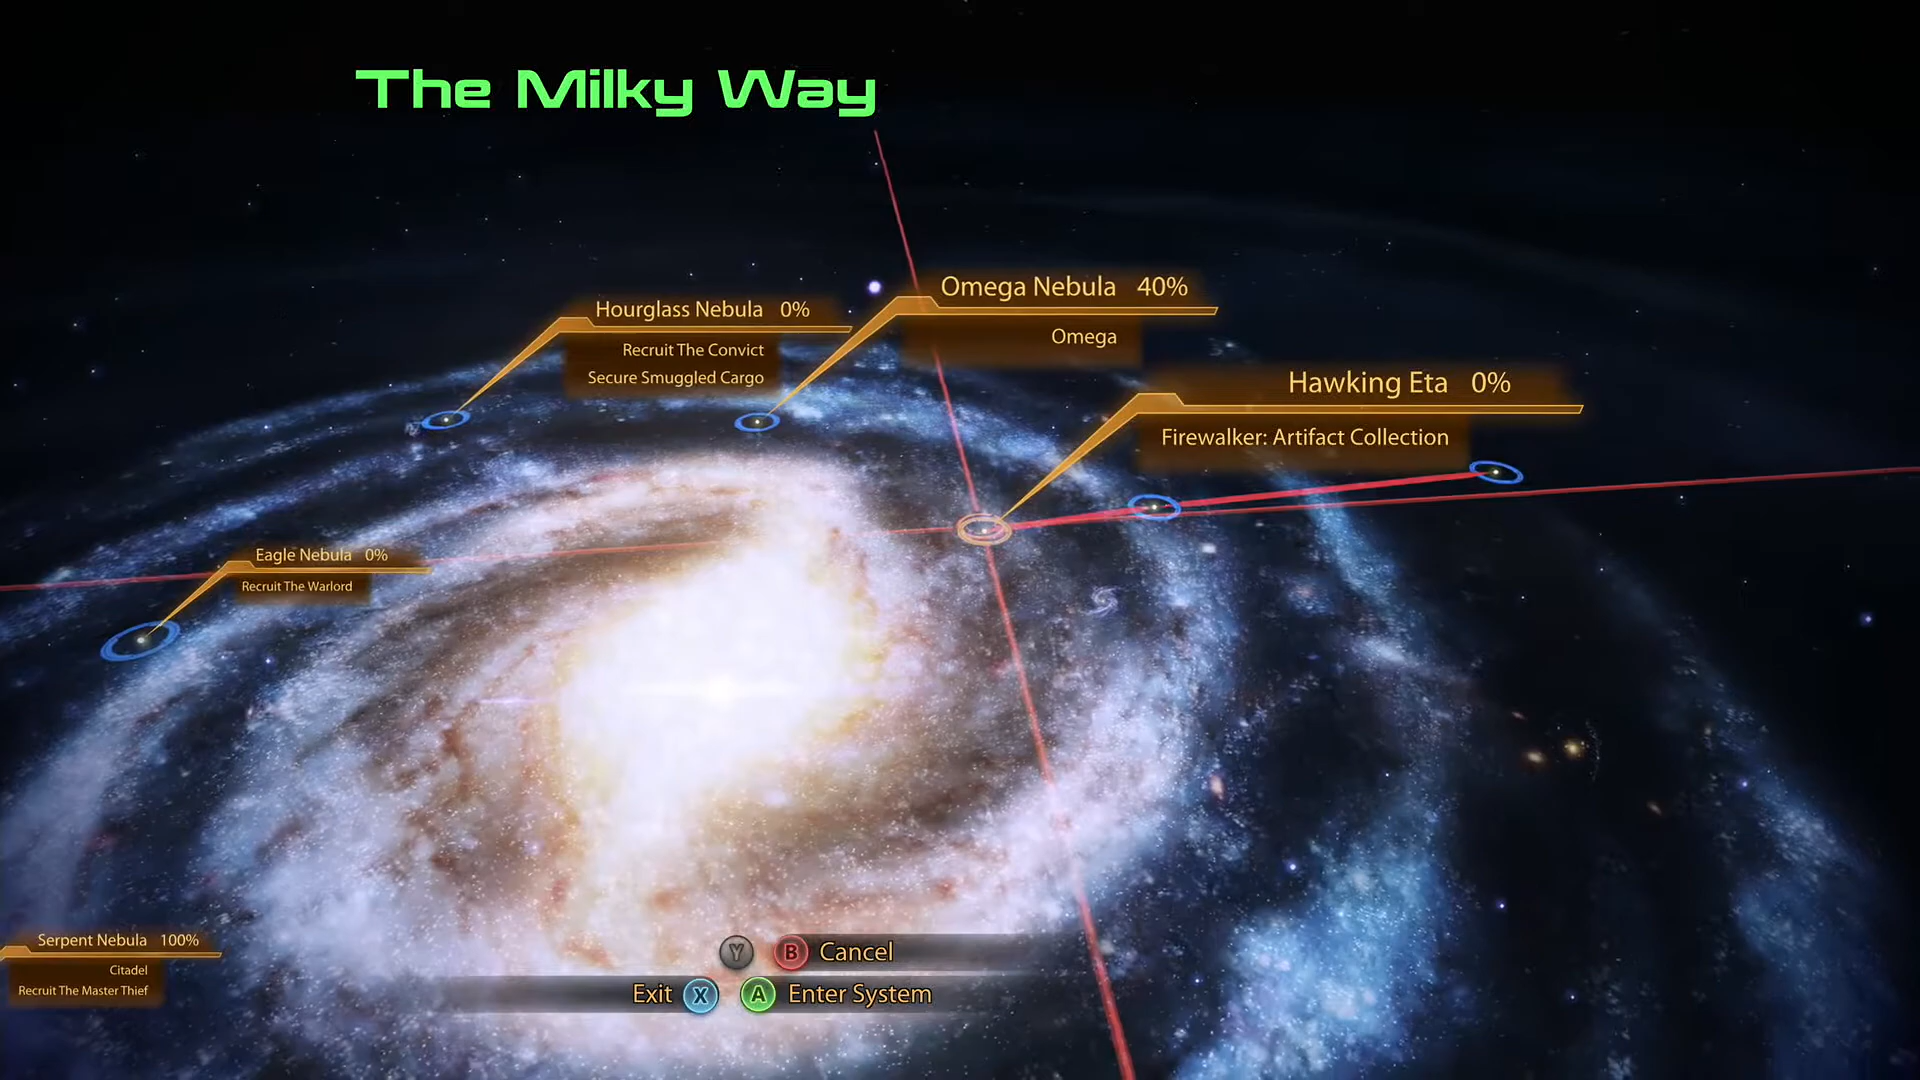 The Milky Way
Omega Nebula 40%
Omega
Hourglass Nebula 0%
Recruit The Convict
Secure Smuggled Cargo
Hawking Eta 0%
Firewalker: Artifact Collection
Eagle Nebula 0%
Recruit The Warlord
Serpent Nebula 100%
Citadel
Recruit The Master Thief
Y B Cancel
Exit X A Enter System